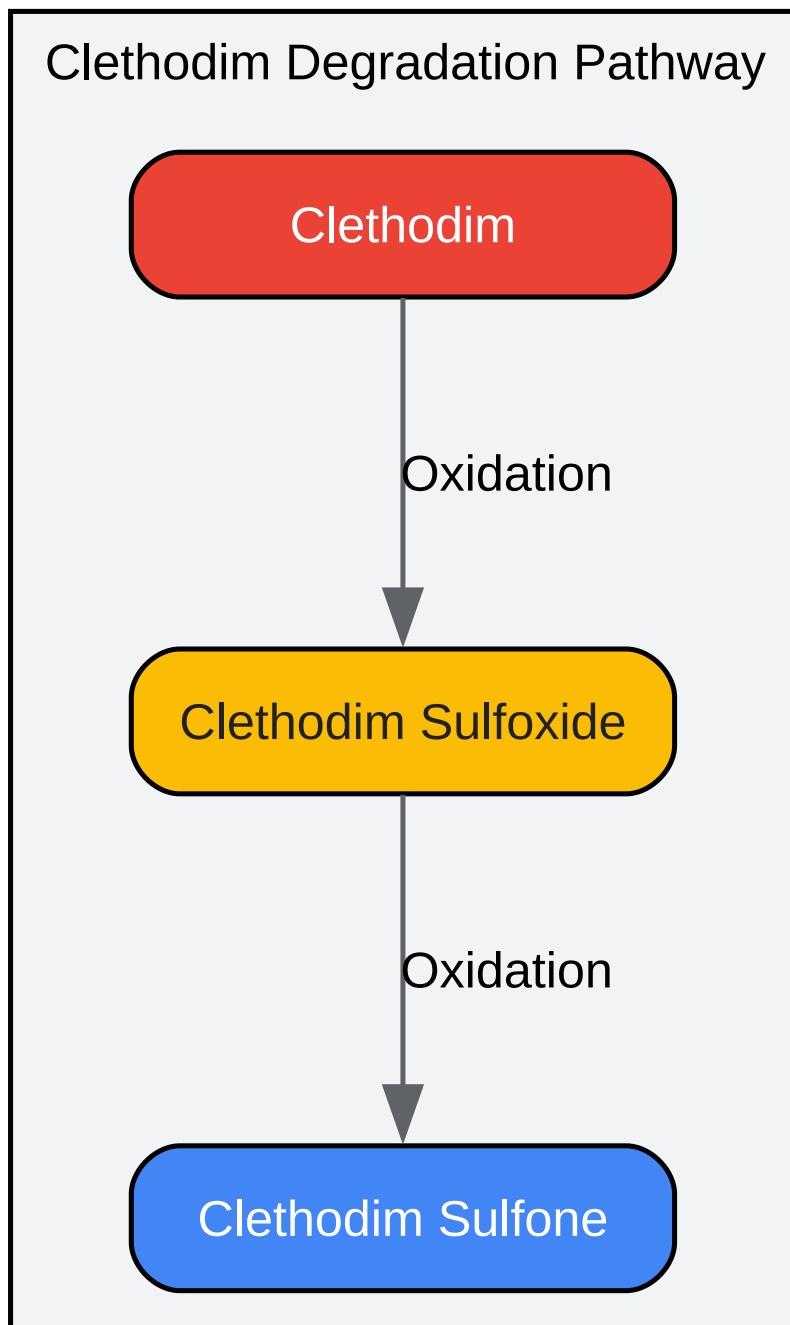 Clethodim Degradation Pathway
Clethodim
Oxidation
Clethodim Sulfoxide
Oxidation
Clethodim Sulfone